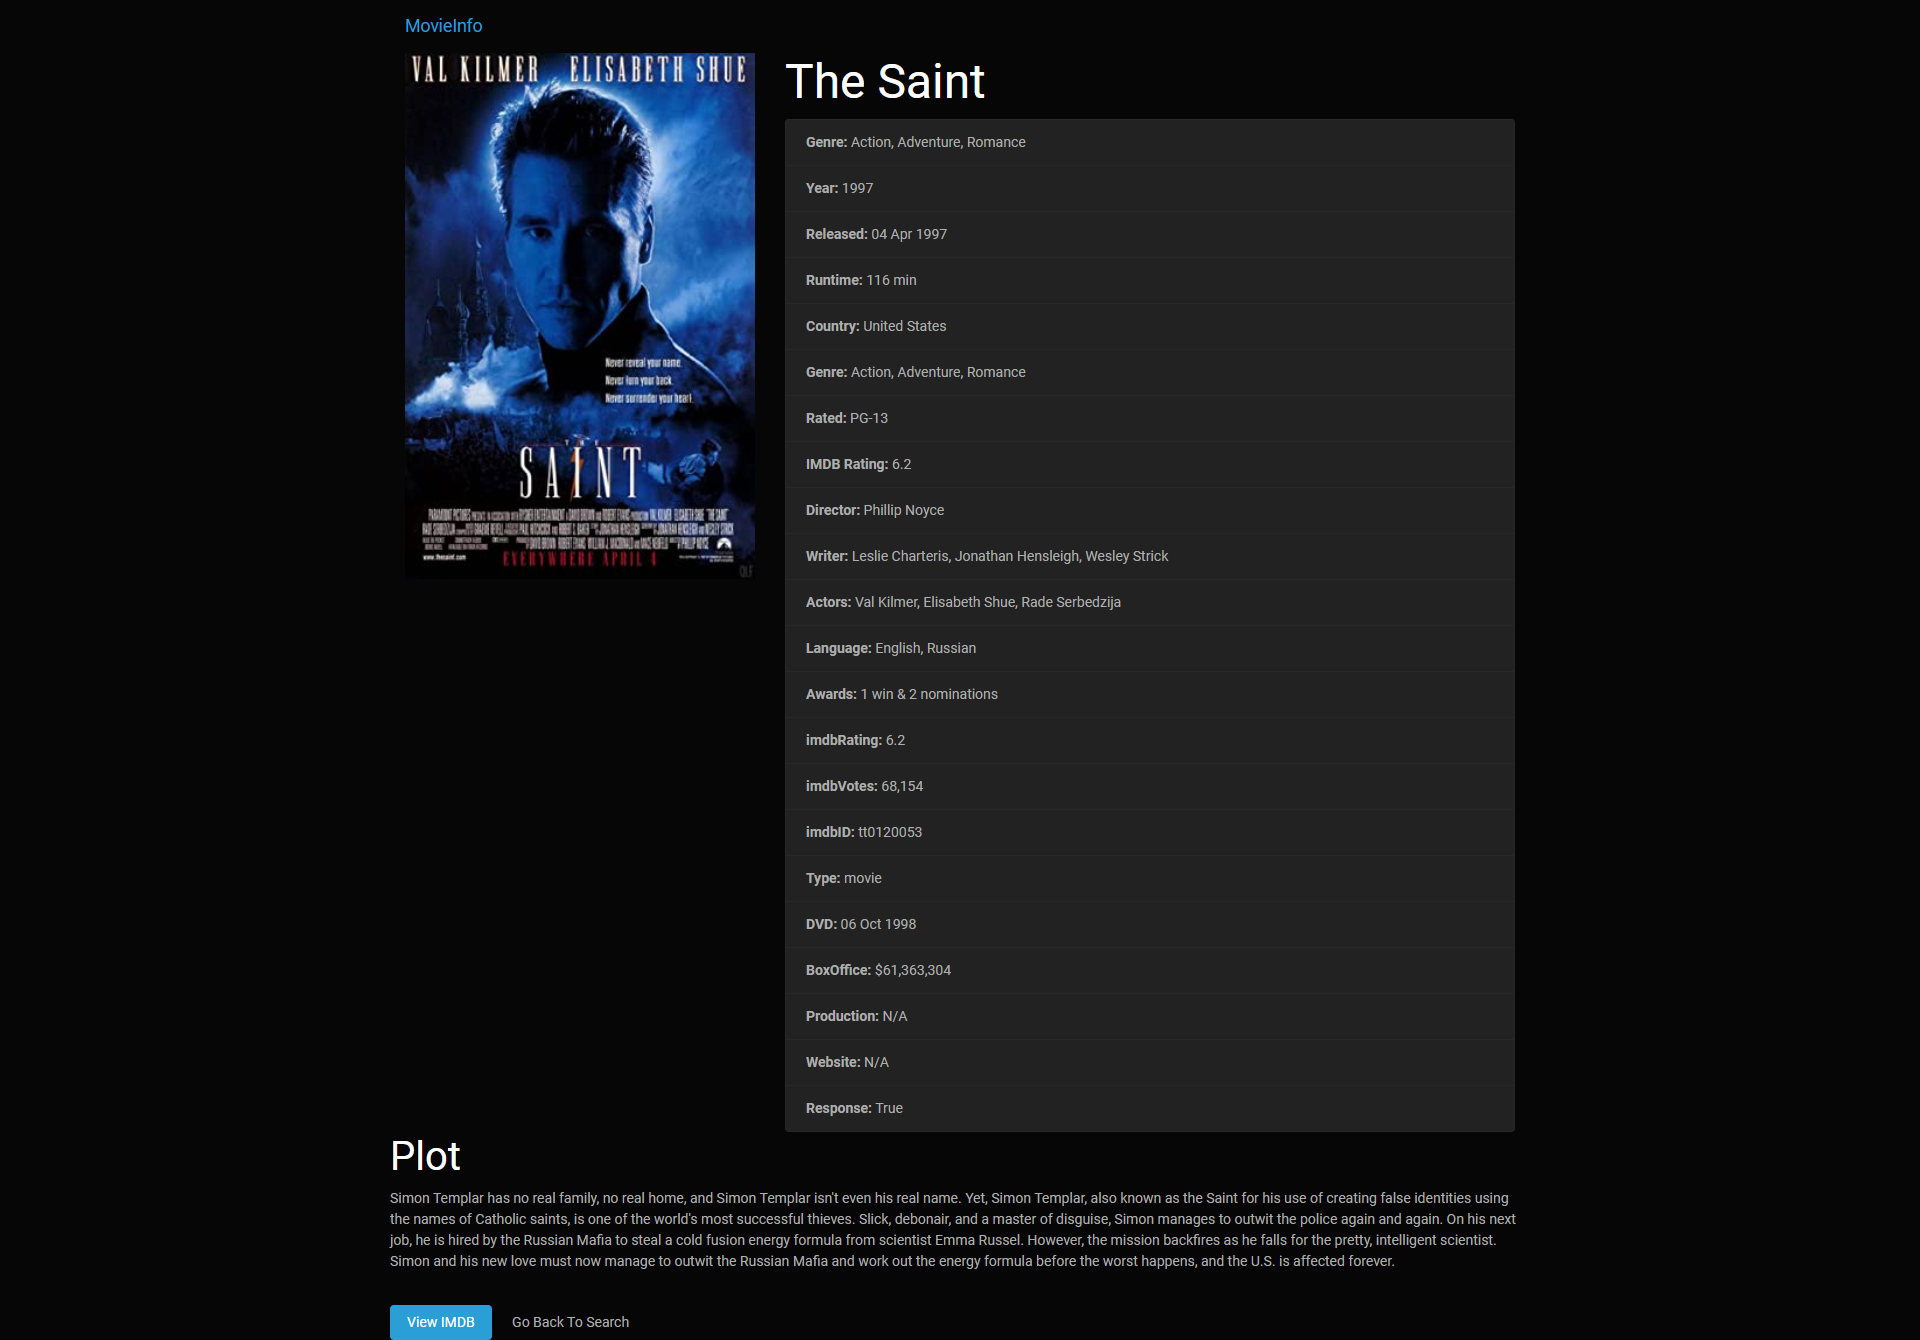 MovieInfo
VAL KILMER ELISABETH SHUE
Never reveal your name.
Never turn your back.
Never surrender your heart.
THE
SAINT
www.thesaint.com
EVERYWHERE APRIL 4
The Saint
Genre: Action, Adventure, Romance
Year: 1997
Released: 04 Apr 1997
Runtime: 116 min
Country: United States
Genre: Action, Adventure, Romance
Rated: PG-13
IMDB Rating: 6.2
Director: Phillip Noyce
Writer: Leslie Charteris, Jonathan Hensleigh, Wesley Strick
Actors: Val Kilmer, Elisabeth Shue, Rade Serbedzija
Language: English, Russian
Awards: 1 win & 2 nominations
imdbRating: 6.2
imdbVotes: 68,154
imdbID: tt0120053
Type: movie
DVD: 06 Oct 1998
BoxOffice: $61,363,304
Production: N/A
Website: N/A
Response: True
Plot
Simon Templar has no real family, no real home, and Simon Templar isn't even his real name. Yet, Simon Templar, also known as the Saint for his use of creating false identities using
the names of Catholic saints, is one of the world's most successful thieves. Slick, debonair, and a master of disguise, Simon manages to outwit the police again and again. On his next
job, he is hired by the Russian Mafia to steal a cold fusion energy formula from scientist Emma Russel. However, the mission backfires as he falls for the pretty, intelligent scientist.
Simon and his new love must now manage to outwit the Russian Mafia and work out the energy formula before the worst happens, and the U.S. is affected forever.
View IMDB Go Back To Search